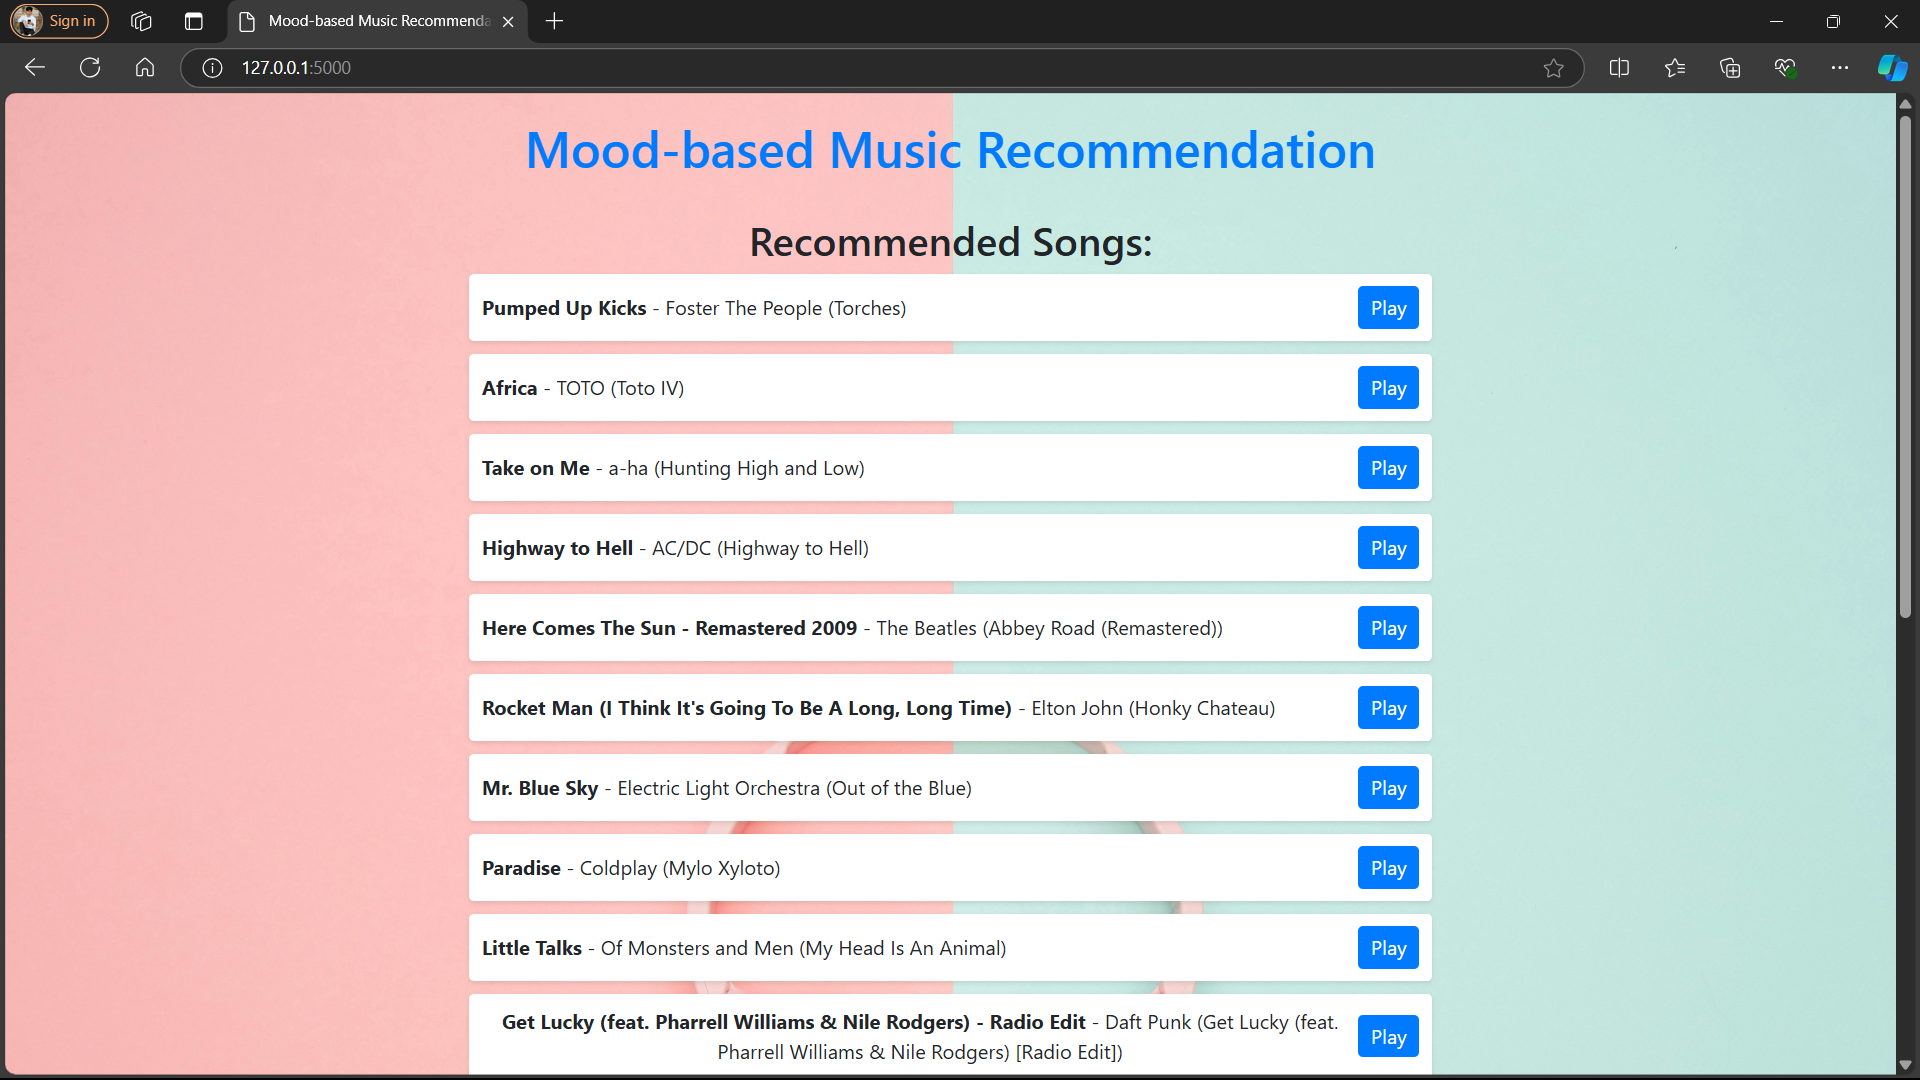 Sign in
Mood-based Music Recommenda
127.0.0.1:5000
Mood-based Music Recommendation
Recommended Songs:
Pumped Up Kicks - Foster The People (Torches) Play
Africa - TOTO (Toto IV) Play
Take on Me - a-ha (Hunting High and Low) Play
Highway to Hell - AC/DC (Highway to Hell) Play
Here Comes The Sun - Remastered 2009 - The Beatles (Abbey Road (Remastered)) Play
Rocket Man (I Think It's Going To Be A Long, Long Time) - Elton John (Honky Chateau) Play
Mr. Blue Sky - Electric Light Orchestra (Out of the Blue) Play
Paradise - Coldplay (Mylo Xyloto) Play
Little Talks - Of Monsters and Men (My Head Is An Animal) Play
Get Lucky (feat. Pharrell Williams & Nile Rodgers) - Radio Edit - Daft Punk (Get Lucky (feat.
Pharrell Williams & Nile Rodgers) [Radio Edit]) Play